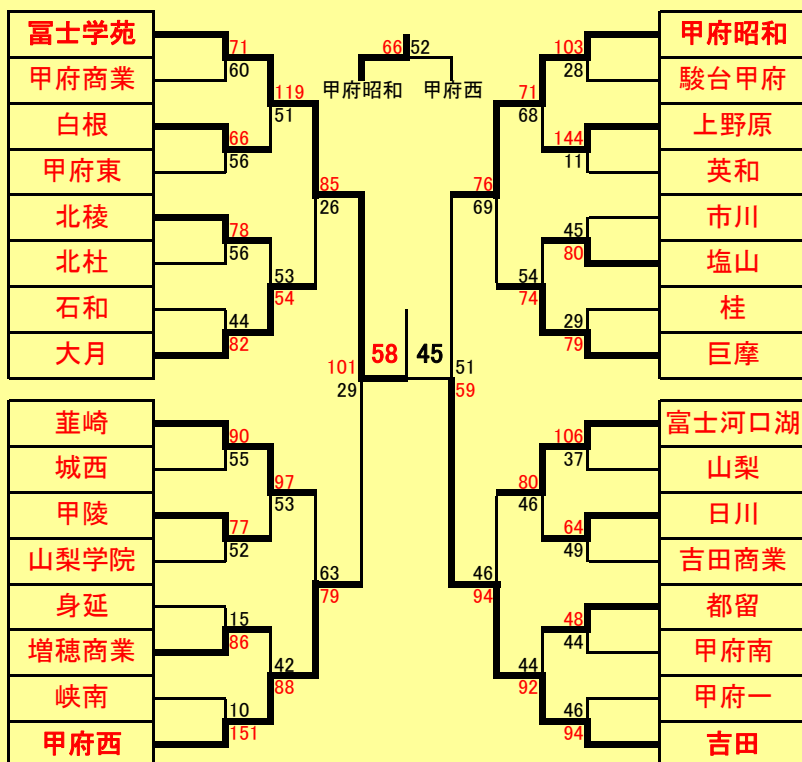 冨士学苑
甲府商業
白根
甲府東
北稜
北杜
石和
大月
韮崎
城西
甲陵
山梨学院
身延
増穂商業
峡南
甲府西
71
60
66
56
78
56
44
82
90
55
77
52
15
86
10
151
119
51
53
54
97
53
42
88
85
26
63
79
101
29
66 52
甲府昭和 甲府西
58 45
51
59
76
69
46
94
71
68
54
74
80
46
44
92
103
28
144
11
45
80
29
79
106
37
64
49
48
44
46
94
甲府昭和
駿台甲府
上野原
英和
市川
塩山
桂
巨摩
富士河口湖
山梨
日川
吉田商業
都留
甲府南
甲府一
吉田